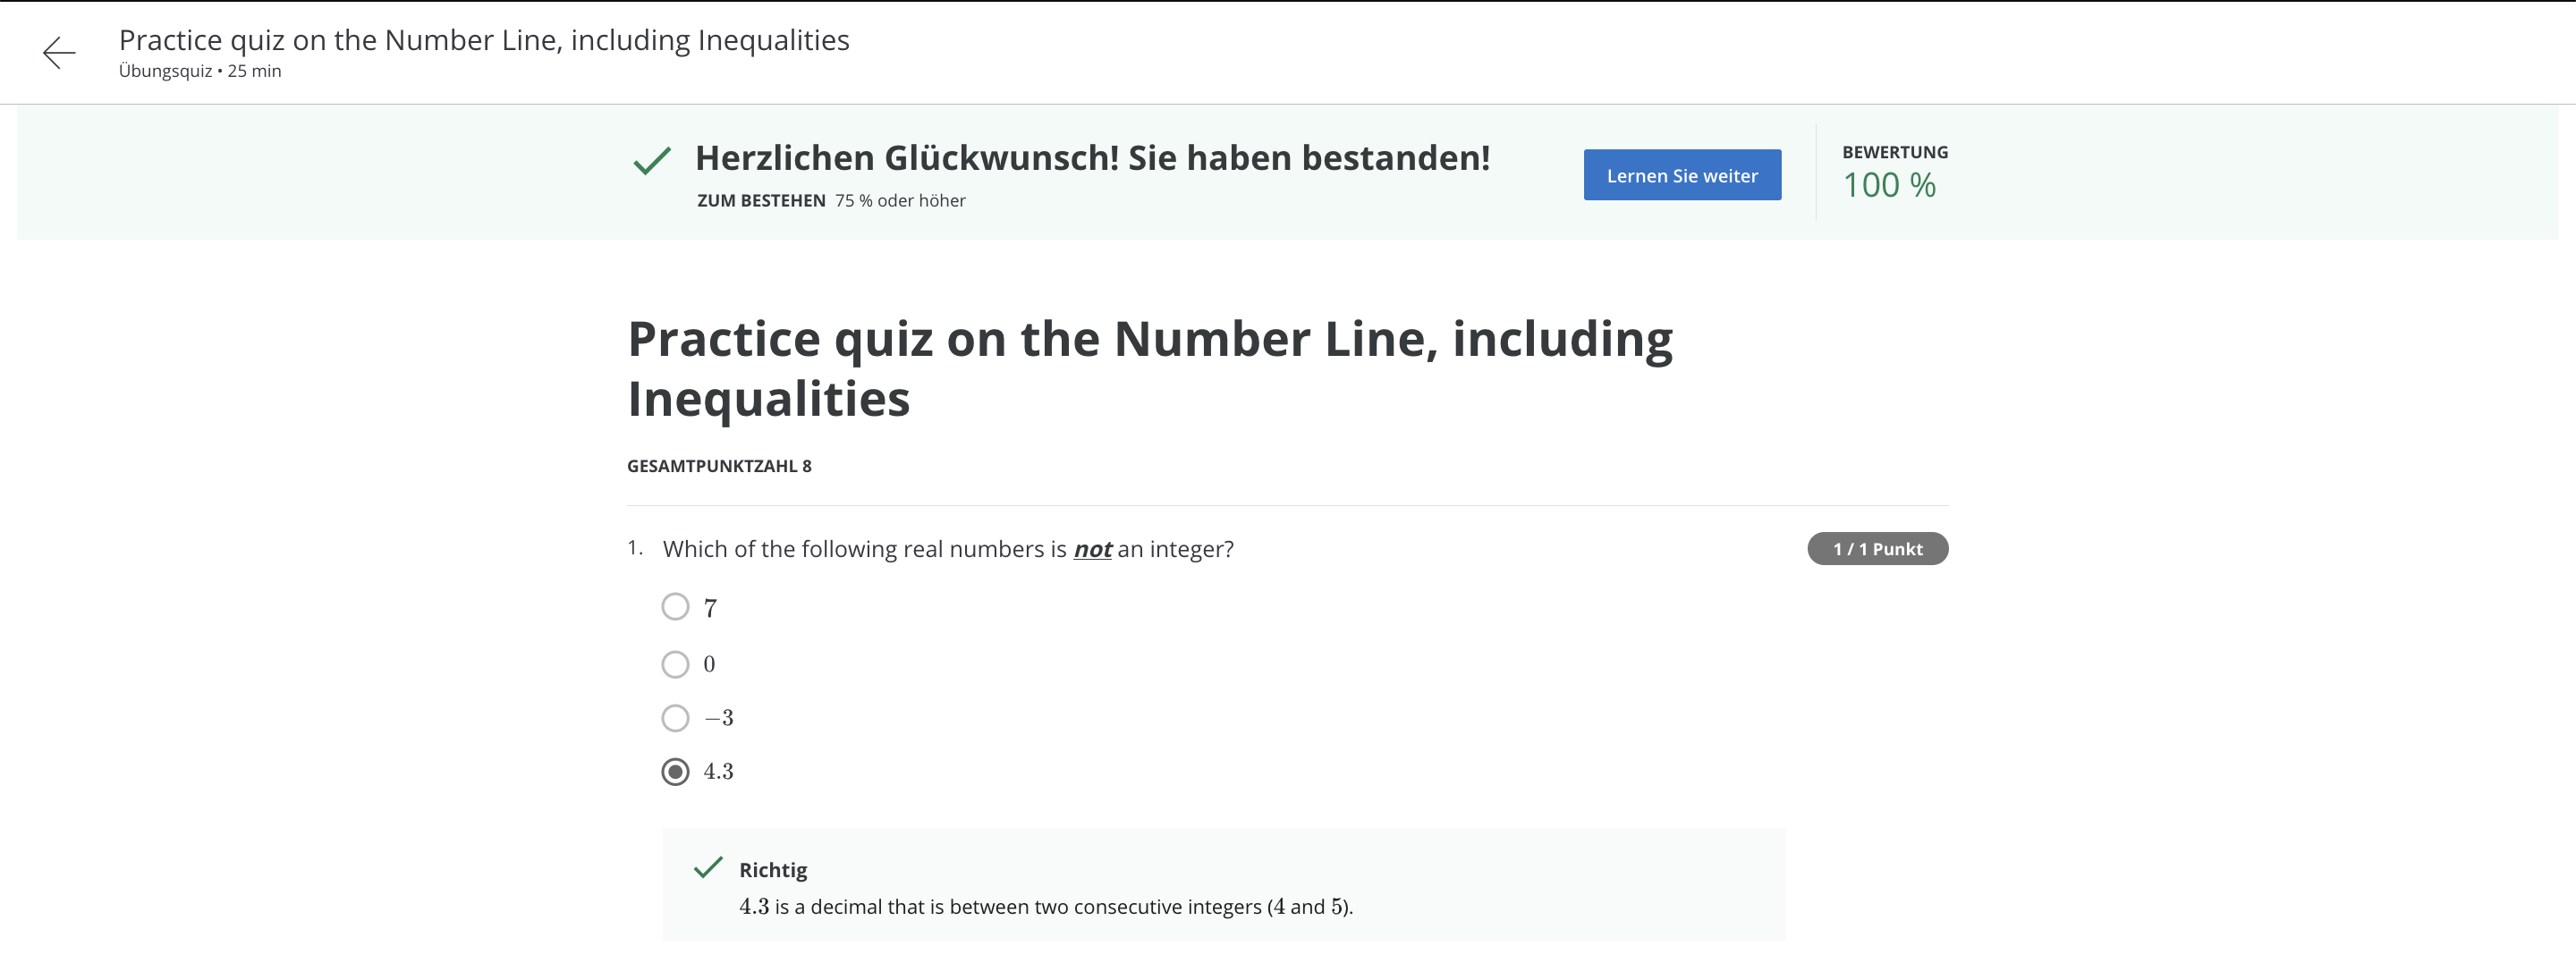 Practice quiz on the Number Line, including Inequalities
Übungsquiz • 25 min
Herzlichen Glückwunsch! Sie haben bestanden!
ZUM BESTEHEN 75 % oder höher
Lernen Sie weiter
BEWERTUNG
100 %
Practice quiz on the Number Line, including
Inequalities
GESAMTPUNKTZAHL 8
1. Which of the following real numbers is not an integer?
1 / 1 Punkt
7
0
−3
4.3
Richtig
4.3 is a decimal that is between two consecutive integers (4 and 5).